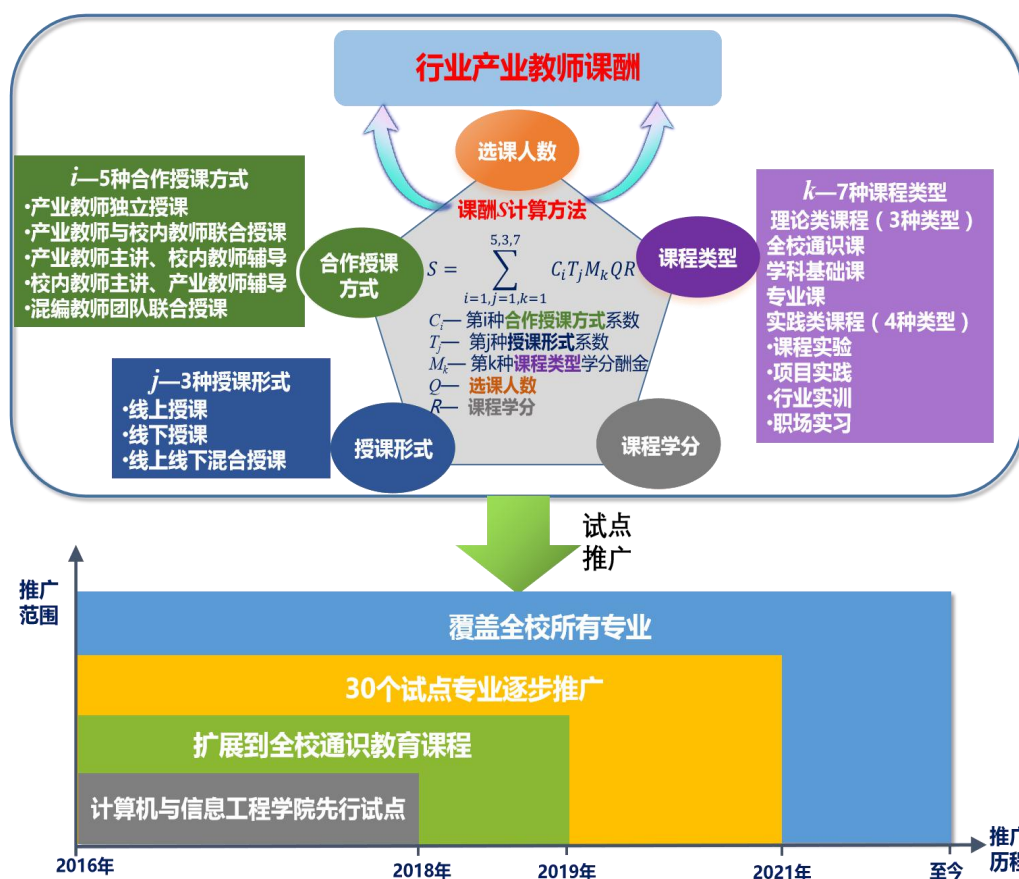 行业产业教师课酬
选课人数
课酬S计算方法
i—5种合作授课方式
•产业教师独立授课
•产业教师与校内教师联合授课
•产业教师主讲、校内教师辅导
•校内教师主讲、产业教师辅导
•混编教师团队联合授课
合作授课
方式
5,3,7
S = ∑ C_i T_j M_k QR
i=1,j=1,k=1
C_i— 第i种合作授课方式系数
T_j— 第j种授课形式系数
M_k— 第k种课程类型学分酬金
Q— 选课人数
R— 课程学分
课程类型
k—7种课程类型
理论类课程（3种类型）
全校通识课
学科基础课
专业课
实践类课程（4种类型）
•课程实验
•项目实践
•行业实训
•职场实习
j—3种授课形式
•线上授课
•线下授课
•线上线下混合授课
授课形式
课程学分
试点
推广
推广
范围
覆盖全校所有专业
30个试点专业逐步推广
扩展到全校通识教育课程
计算机与信息工程学院先行试点
2016年
2018年
2019年
2021年
至今
推广
历程